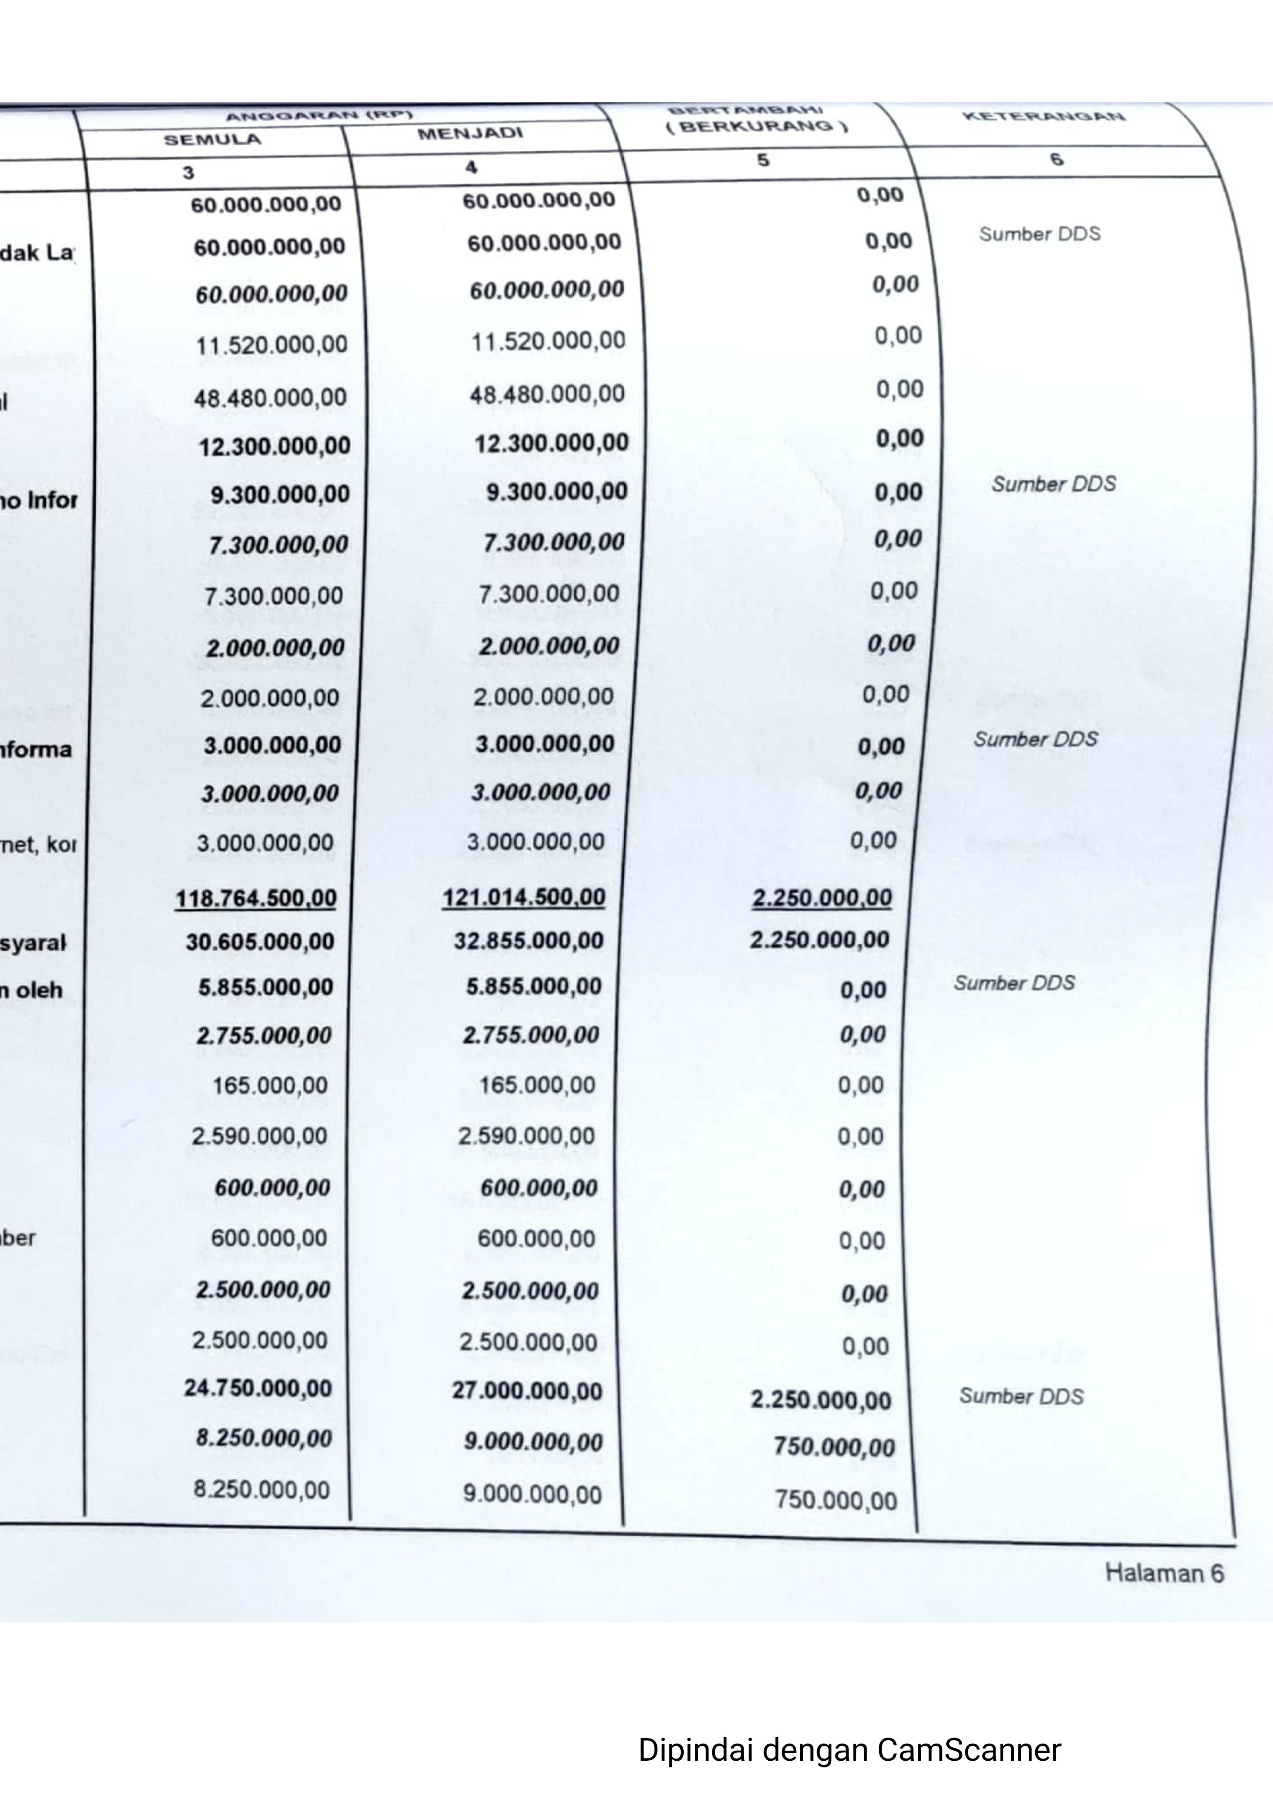 ANGGARAN (RP) BERTAMBAH/ KETERANGAN
SEMULA MENJADI ( BERKURANG )
3 4 5 6
60.000.000,00 60.000.000,00 0,00
dak La 60.000.000,00 60.000.000,00 0,00 Sumber DDS
60.000.000,00 60.000.000,00 0,00
11.520.000,00 11.520.000,00 0,00
l 48.480.000,00 48.480.000,00 0,00
12.300.000,00 12.300.000,00 0,00
no Infor 9.300.000,00 9.300.000,00 0,00 Sumber DDS
7.300.000,00 7.300.000,00 0,00
7.300.000,00 7.300.000,00 0,00
2.000.000,00 2.000.000,00 0,00
2.000.000,00 2.000.000,00 0,00
nforma 3.000.000,00 3.000.000,00 0,00 Sumber DDS
3.000.000,00 3.000.000,00 0,00
rnet, kor 3.000.000,00 3.000.000,00 0,00
118.764.500,00 121.014.500,00 2.250.000,00
syaral 30.605.000,00 32.855.000,00 2.250.000,00
n oleh 5.855.000,00 5.855.000,00 0,00 Sumber DDS
2.755.000,00 2.755.000,00 0,00
165.000,00 165.000,00 0,00
2.590.000,00 2.590.000,00 0,00
600.000,00 600.000,00 0,00
ber 600.000,00 600.000,00 0,00
2.500.000,00 2.500.000,00 0,00
2.500.000,00 2.500.000,00 0,00
24.750.000,00 27.000.000,00 2.250.000,00 Sumber DDS
8.250.000,00 9.000.000,00 750.000,00
8.250.000,00 9.000.000,00 750.000,00
Halaman 6
Dipindai dengan CamScanner